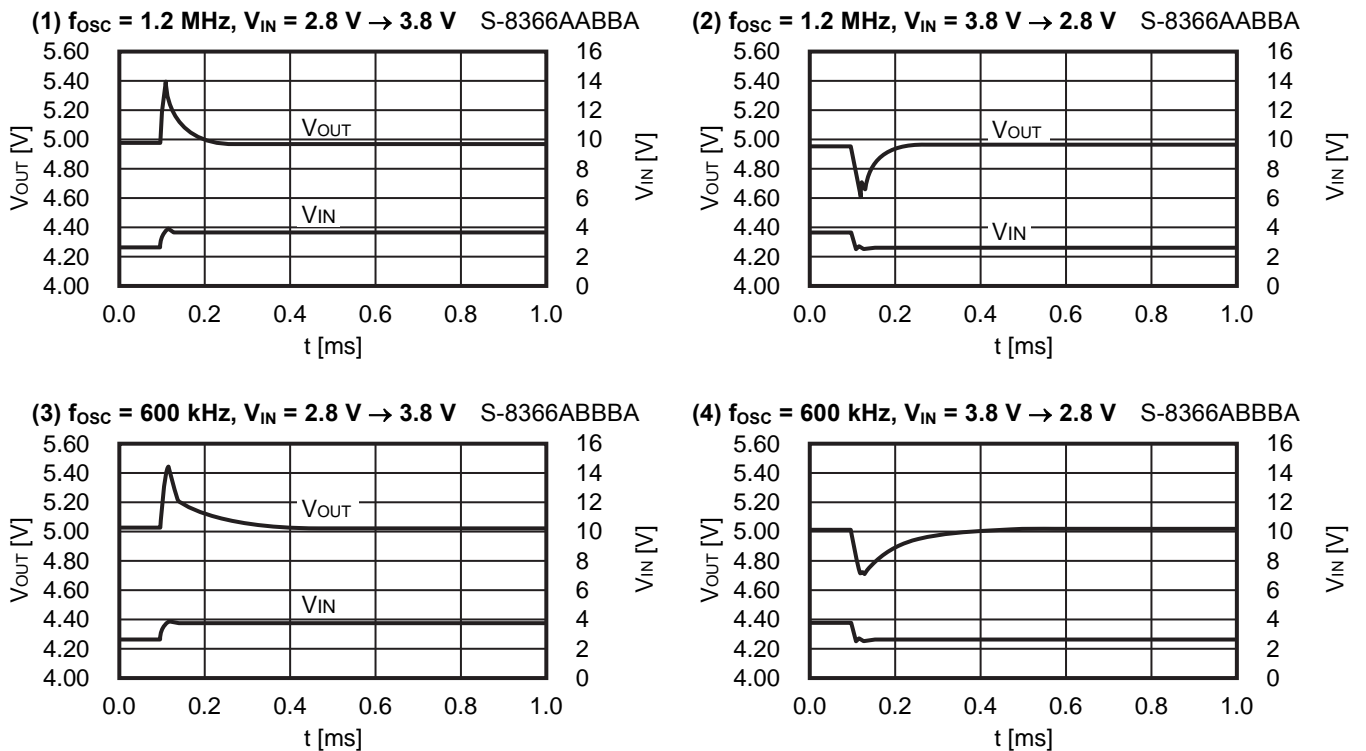 (1) fOSC = 1.2 MHz, VIN = 2.8 V → 3.8 V S-8366AABBA
5.60
5.40
5.20
5.00
4.80
4.60
4.40
4.20
4.00
VOUT [V]
16
14
12
10
8
6
4
2
0
VIN [V]
VOUT
VIN
0.0 0.2 0.4 0.6 0.8 1.0
t [ms]
(2) fOSC = 1.2 MHz, VIN = 3.8 V → 2.8 V S-8366AABBA
5.60
5.40
5.20
5.00
4.80
4.60
4.40
4.20
4.00
VOUT [V]
16
14
12
10
8
6
4
2
0
VIN [V]
VOUT
VIN
0.0 0.2 0.4 0.6 0.8 1.0
t [ms]
(3) fOSC = 600 kHz, VIN = 2.8 V → 3.8 V S-8366ABBBA
5.60
5.40
5.20
5.00
4.80
4.60
4.40
4.20
4.00
VOUT [V]
16
14
12
10
8
6
4
2
0
VIN [V]
VOUT
VIN
0.0 0.2 0.4 0.6 0.8 1.0
t [ms]
(4) fOSC = 600 kHz, VIN = 3.8 V → 2.8 V S-8366ABBBA
5.60
5.40
5.20
5.00
4.80
4.60
4.40
4.20
4.00
VOUT [V]
16
14
12
10
8
6
4
2
0
VIN [V]
0.0 0.2 0.4 0.6 0.8 1.0
t [ms]